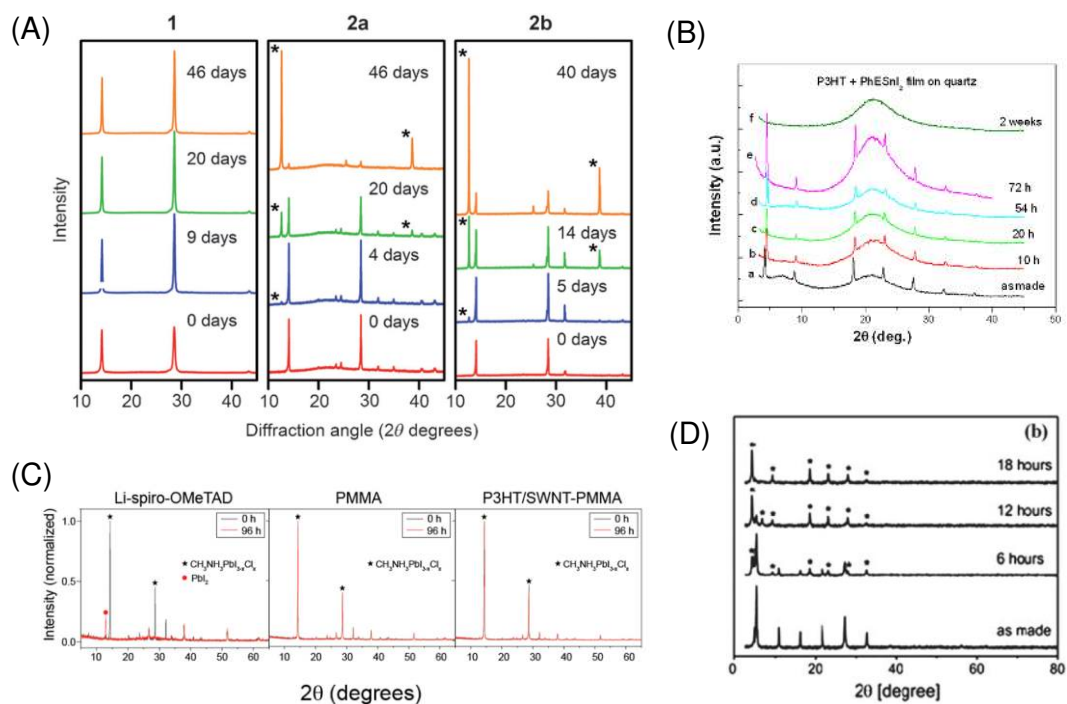 (A)
1
2a
2b
46 days
20 days
9 days
0 days
*
46 days
*
20 days
*
*
4 days
*
0 days
*
40 days
*
14 days
*
*
5 days
*
0 days
Intensity
10 20 30 40
10 20 30 40
10 20 30 40
Diffraction angle (2θ degrees)
(B)
P3HT + PhESnI₂ film on quartz
f
2 weeks
e
72 h
d
54 h
c
20 h
b
10 h
a
as made
Intensity (a.u.)
0 10 20 30 40 50
2θ (deg.)
(C)
Li-spiro-OMeTAD
PMMA
P3HT/SWNT-PMMA
0 h
96 h
★ CH₃NH₃PbI₃₋ₓClₓ
● PbI₂
0 h
96 h
★ CH₃NH₃PbI₃₋ₓClₓ
0 h
96 h
★ CH₃NH₃PbI₃₋ₓClₓ
Intensity (normalized)
1.0
0.5
0.0
10 20 30 40 50 60
10 20 30 40 50 60
10 20 30 40 50 60
2θ (degrees)
(D)
(b)
18 hours
12 hours
6 hours
as made
Intensity
0 20 40 60 80
2θ [degree]